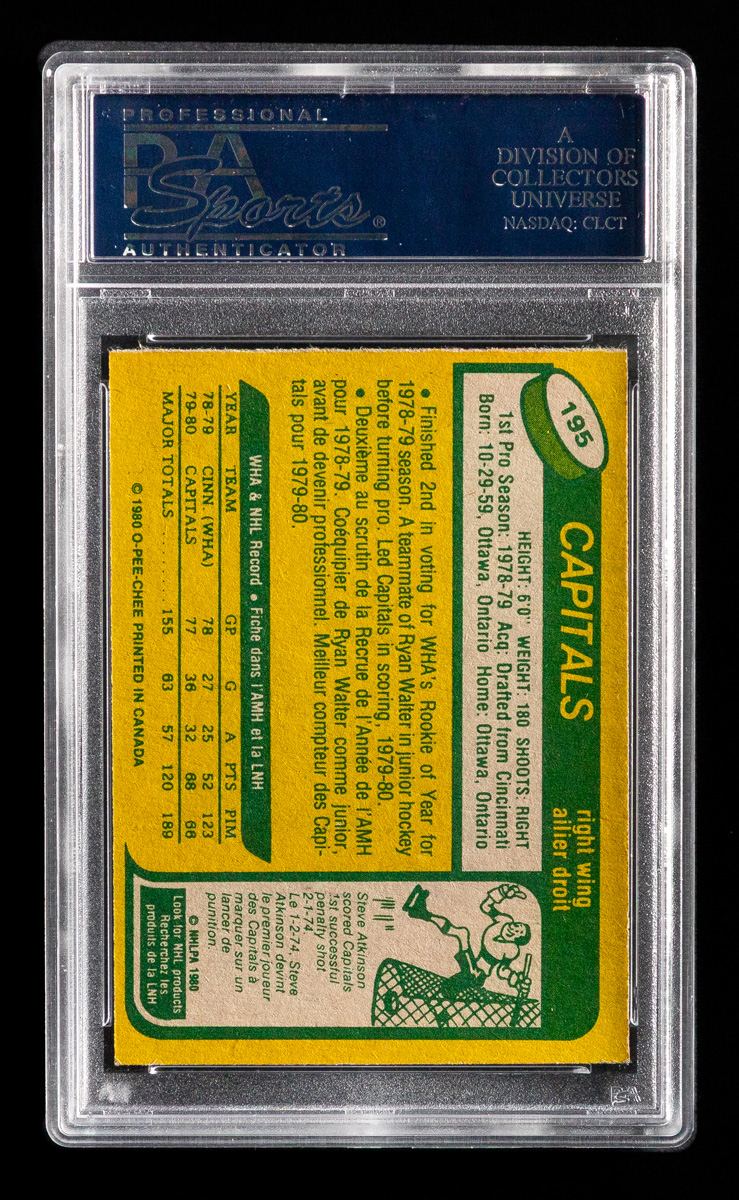 PROFESSIONAL
PSA
Sports®
AUTHENTICATOR
A
DIVISION OF
COLLECTORS
UNIVERSE
NASDAQ: CLCT
195
CAPITALS
right wing
ailier droit
HEIGHT: 6'0" WEIGHT: 180 SHOOTS: RIGHT
1st Pro Season: 1978-79 Acq: Drafted from Cincinnati
Born: 10-29-59, Ottawa, Ontario Home: Ottawa, Ontario
• Finished 2nd in voting for WHA's Rookie of Year for
1978-79 season. A teammate of Ryan Walter in junior hockey
before turning pro. Led Capitals in scoring, 1979-80.
• Deuxième au scrutin de la Recrue de l'Année de l'AMH
pour 1978-79. Coéquipier de Ryan Walter comme junior,
avant de devenir professionnel. Meilleur compteur des Capi-
tals pour 1979-80.
WHA & NHL Record • Fiche dans l'AMH et la LNH
YEAR TEAM GP G A PTS PIM
78-79 CINN (WHA) 78 27 25 52 123
79-80 CAPITALS 77 36 32 68 66
MAJOR TOTALS ........ 155 63 57 120 189
© 1980 O-PEE-CHEE PRINTED IN CANADA
Steve Atkinson
scored Capitals
1st successful
penalty shot
2-1-74.
Le 1-2-74, Steve
Atkinson devint
le premier joueur
des Capitals à
marquer sur un
lancer de
punition.
© NHLPA 1980
Look for NHL products
Recherchez les
produits de la LNH